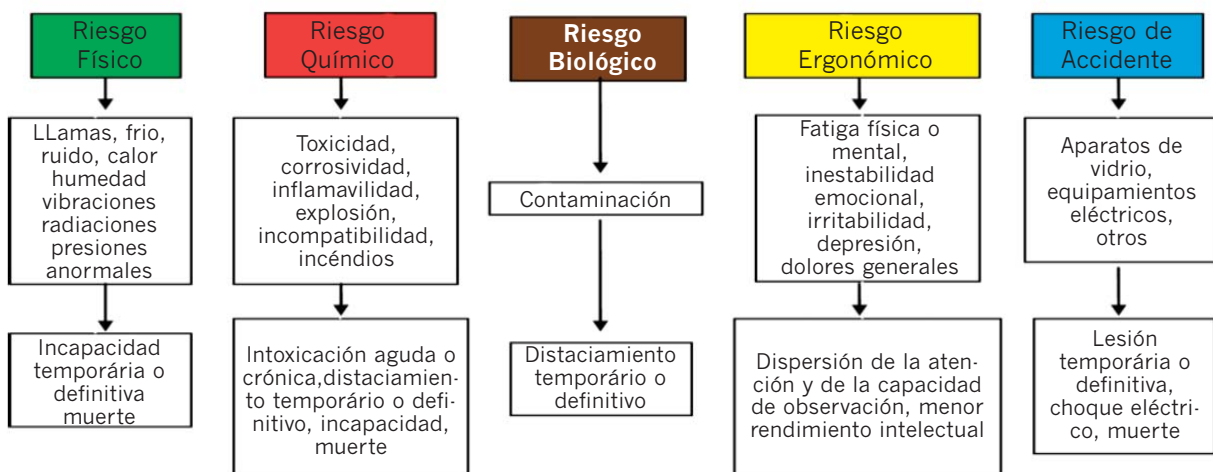 Riesgo
Físico
LLamas, frio,
ruido, calor
humedad
vibraciones
radiaciones
presiones
anormales
Incapacidad
temporária o
definitiva
muerte
Riesgo
Químico
Toxicidad,
corrosividad,
inflamavilidad,
explosión,
incompatibilidad,
incéndios
Intoxicación aguda o
crónica,distaciamien-
to temporário o defi-
nitivo, incapacidad,
muerte
Riesgo
Biológico
Contaminación
Distaciamiento
temporário o
definitivo
Riesgo
Ergonómico
Fatiga física o
mental,
inestabilidad
emocional,
irritabilidad,
depresión,
dolores generales
Dispersión de la aten-
ción y de la capacidad
de observación, menor
rendimiento intelectual
Riesgo de
Accidente
Aparatos de
vidrio,
equipamientos
eléctricos,
otros
Lesión
temporária o
definitiva,
choque eléctri-
co, muerte